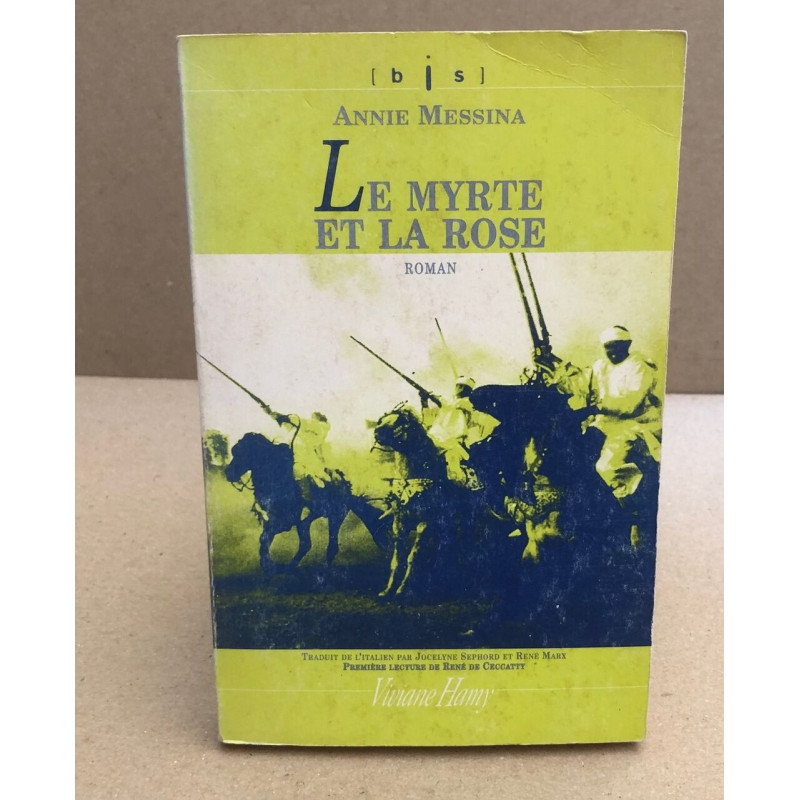 [bis]
ANNIE MESSINA
LE MYRTE
ET LA ROSE
ROMAN
TRADUIT DE L'ITALIEN PAR JOCELYNE SEPHORD ET RENÉ MARX
PREMIÈRE LECTURE DE RENÉ DE CECCATTY
Viviane Hamy